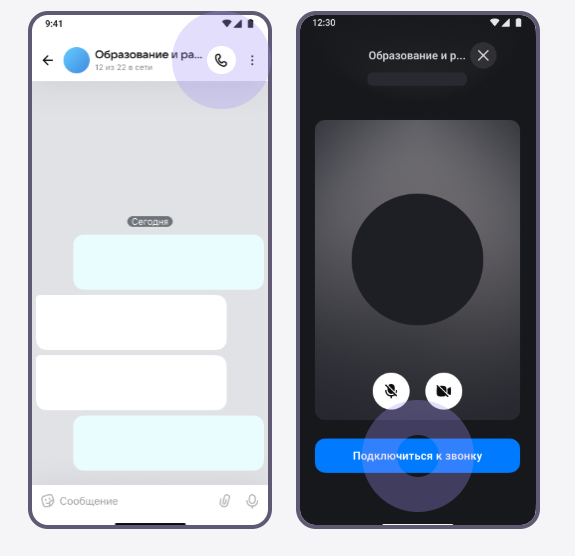 9:41
Образование и ра...
12 из 22 в сети
Сегодня
Сообщение
12:30
Образование и р...
Подключиться к звонку